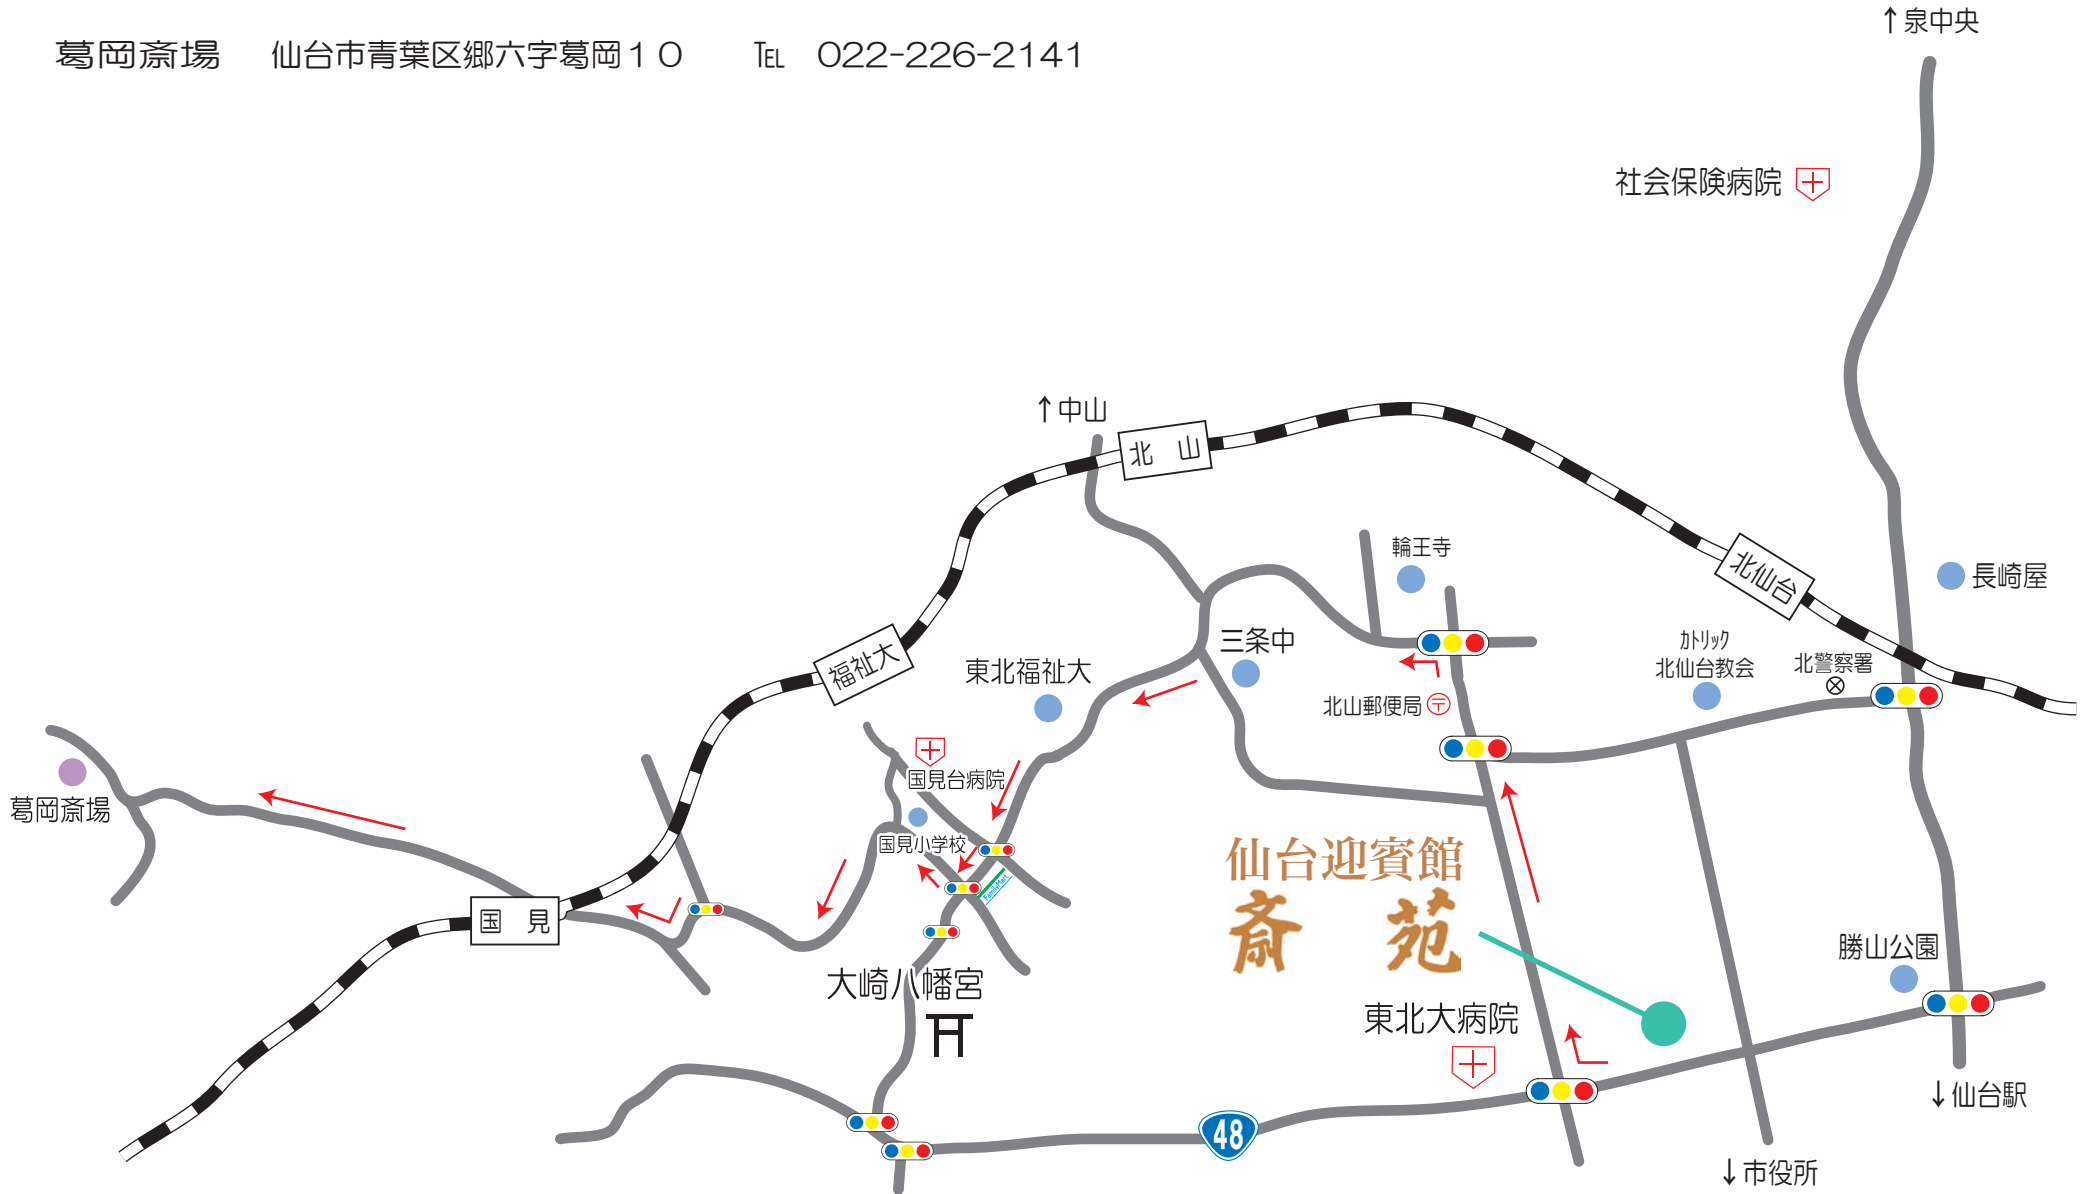 葛岡斎場　仙台市青葉区郷六字葛岡１０　℡　022-226-2141
↑泉中央
社会保険病院
↑中山
北　山
輪王寺
北仙台
長崎屋
三条中
カトリック
北仙台教会
北警察署
福祉大
東北福祉大
北山郵便局
国見台病院
葛岡斎場
国見小学校
FamilyMart
仙台迎賓館
斎　苑
国　見
勝山公園
大崎八幡宮
東北大病院
↓仙台駅
48
↓市役所